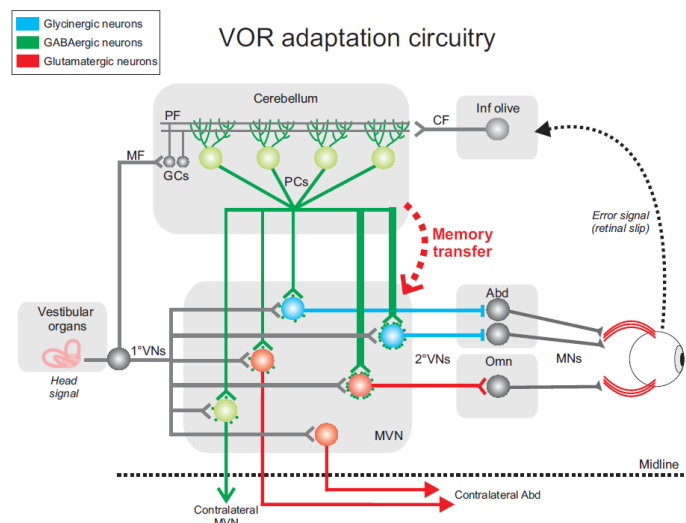 VOR adaptation circuitry
Glycinergic neurons
GABAergic neurons
Glutamatergic neurons
Cerebellum
PF
MF
GCs
PCs
CF
Inf olive
Error signal
(retinal slip)
Memory
transfer
Vestibular
organs
Head
signal
1°VNs
2°VNs
Abd
Omn
MNs
MVN
Midline
Contralateral Abd
Contralateral
MVN